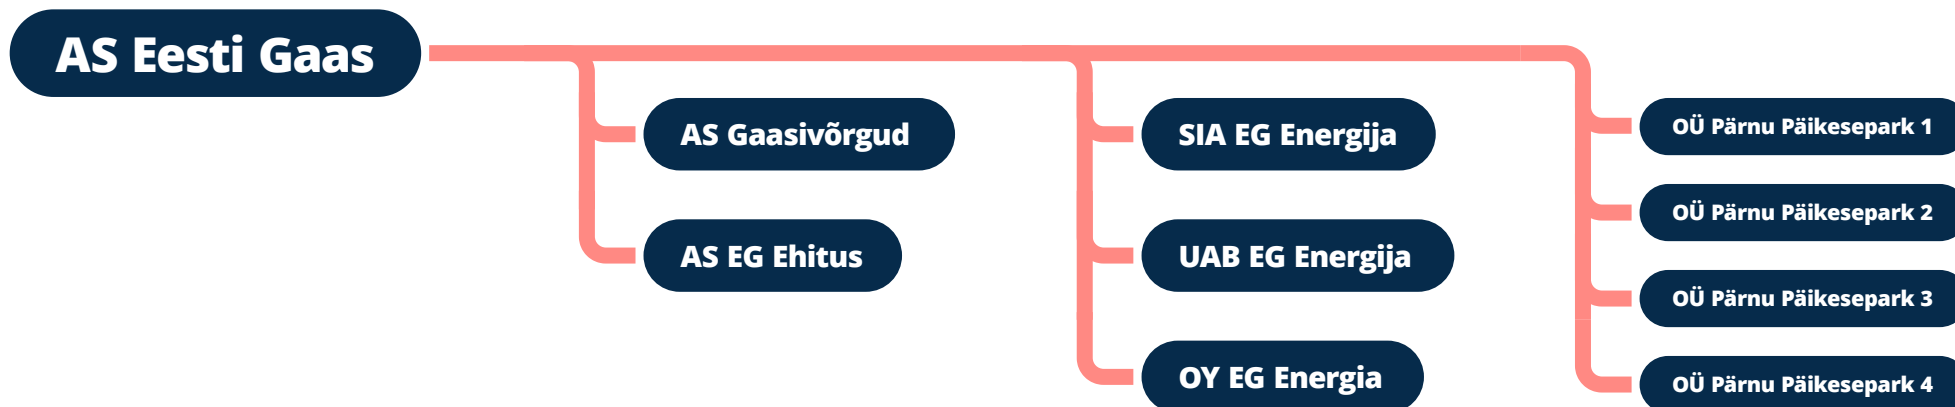 AS Eesti Gaas
AS Gaasivõrgud
AS EG Ehitus
SIA EG Energija
UAB EG Energija
OY EG Energia
OÜ Pärnu Päikesepark 1
OÜ Pärnu Päikesepark 2
OÜ Pärnu Päikesepark 3
OÜ Pärnu Päikesepark 4